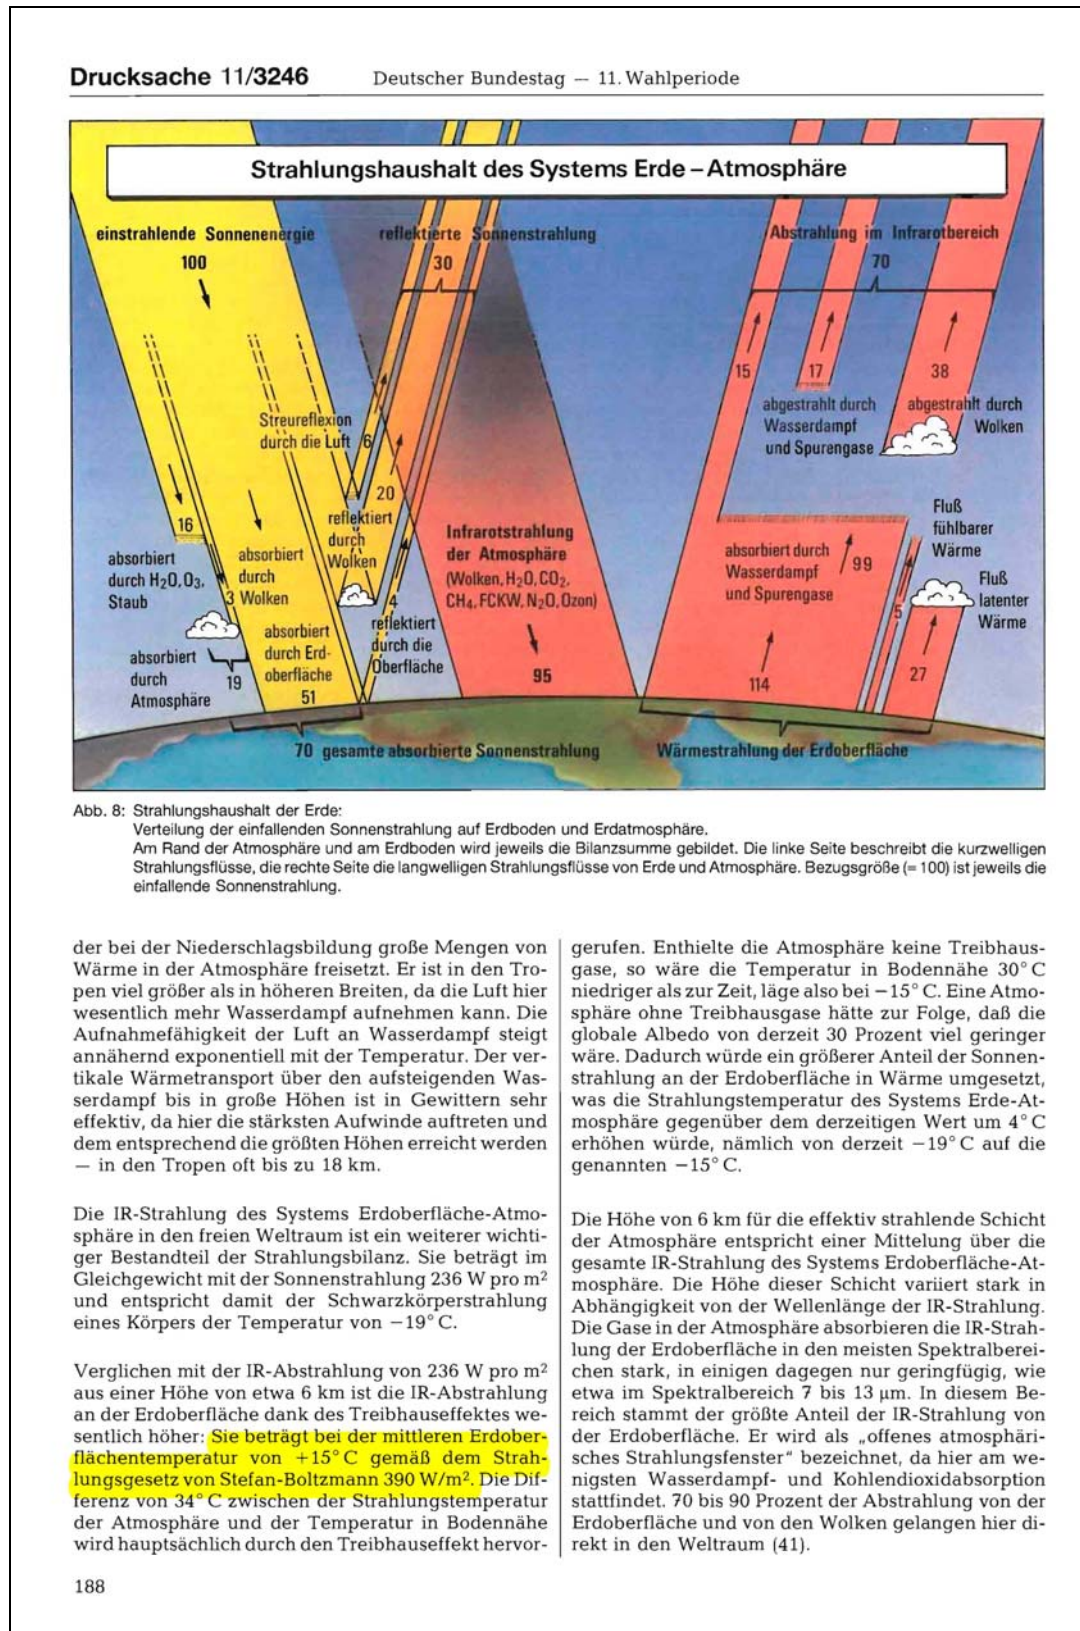 Drucksache 11/3246 Deutscher Bundestag — 11. Wahlperiode
Strahlungshaushalt des Systems Erde – Atmosphäre
einstrahlende Sonnenenergie
100
reflektierte Sonnenstrahlung
30
Abstrahlung im Infrarotbereich
70
15
17
38
abgestrahlt durch
Wasserdampf
und Spurengase
abgestrahlt durch
Wolken
Streureflexion
durch die Luft
6
20
16
absorbiert
durch H2O, O3,
Staub
absorbiert
durch
Wolken
3
reflektiert
durch
Wolken
4
reflektiert
durch die
Oberfläche
Infrarotstrahlung
der Atmosphäre
(Wolken, H2O, CO2,
CH4, FCKW, N2O, Ozon)
95
absorbiert durch
Wasserdampf
und Spurengase
99
114
Fluß
fühlbarer
Wärme
5
Fluß
latenter
Wärme
27
absorbiert
durch
Atmosphäre
19
absorbiert
durch Erd-
oberfläche
51
70 gesamte absorbierte Sonnenstrahlung
Wärmestrahlung der Erdoberfläche
Abb. 8: Strahlungshaushalt der Erde:
Verteilung der einfallenden Sonnenstrahlung auf Erdboden und Erdatmosphäre.
Am Rand der Atmosphäre und am Erdboden wird jeweils die Bilanzsumme gebildet. Die linke Seite beschreibt die kurzwelligen
Strahlungsflüsse, die rechte Seite die langwelligen Strahlungsflüsse von Erde und Atmosphäre. Bezugsgröße (= 100) ist jeweils die
einfallende Sonnenstrahlung.
der bei der Niederschlagsbildung große Mengen von
Wärme in der Atmosphäre freisetzt. Er ist in den Tro-
pen viel größer als in höheren Breiten, da die Luft hier
wesentlich mehr Wasserdampf aufnehmen kann. Die
Aufnahmefähigkeit der Luft an Wasserdampf steigt
annähernd exponentiell mit der Temperatur. Der ver-
tikale Wärmetransport über den aufsteigenden Was-
serdampf bis in große Höhen ist in Gewittern sehr
effektiv, da hier die stärksten Aufwinde auftreten und
dem entsprechend die größten Höhen erreicht werden
— in den Tropen oft bis zu 18 km.
Die IR-Strahlung des Systems Erdoberfläche-Atmo-
sphäre in den freien Weltraum ist ein weiterer wichti-
ger Bestandteil der Strahlungsbilanz. Sie beträgt im
Gleichgewicht mit der Sonnenstrahlung 236 W pro m²
und entspricht damit der Schwarzkörperstrahlung
eines Körpers der Temperatur von −19° C.
Verglichen mit der IR-Abstrahlung von 236 W pro m²
aus einer Höhe von etwa 6 km ist die IR-Abstrahlung
an der Erdoberfläche dank des Treibhauseffektes we-
sentlich höher: Sie beträgt bei der mittleren Erdober-
flächentemperatur von +15° C gemäß dem Strah-
lungsgesetz von Stefan-Boltzmann 390 W/m². Die Dif-
ferenz von 34° C zwischen der Strahlungstemperatur
der Atmosphäre und der Temperatur in Bodennähe
wird hauptsächlich durch den Treibhauseffekt hervor-
gerufen. Enthielte die Atmosphäre keine Treibhaus-
gase, so wäre die Temperatur in Bodennähe 30° C
niedriger als zur Zeit, läge also bei −15° C. Eine Atmo-
sphäre ohne Treibhausgase hätte zur Folge, daß die
globale Albedo von derzeit 30 Prozent viel geringer
wäre. Dadurch würde ein größerer Anteil der Sonnen-
strahlung an der Erdoberfläche in Wärme umgesetzt,
was die Strahlungstemperatur des Systems Erde-At-
mosphäre gegenüber dem derzeitigen Wert um 4° C
erhöhen würde, nämlich von derzeit −19° C auf die
genannten −15° C.
Die Höhe von 6 km für die effektiv strahlende Schicht
der Atmosphäre entspricht einer Mittelung über die
gesamte IR-Strahlung des Systems Erdoberfläche-At-
mosphäre. Die Höhe dieser Schicht variiert stark in
Abhängigkeit von der Wellenlänge der IR-Strahlung.
Die Gase in der Atmosphäre absorbieren die IR-Strah-
lung der Erdoberfläche in den meisten Spektralberei-
chen stark, in einigen dagegen nur geringfügig, wie
etwa im Spektralbereich 7 bis 13 µm. In diesem Be-
reich stammt der größte Anteil der IR-Strahlung von
der Erdoberfläche. Er wird als „offenes atmosphäri-
sches Strahlungsfenster“ bezeichnet, da hier am we-
nigsten Wasserdampf- und Kohlendioxidabsorption
stattfindet. 70 bis 90 Prozent der Abstrahlung von der
Erdoberfläche und von den Wolken gelangen hier di-
rekt in den Weltraum (41).
188